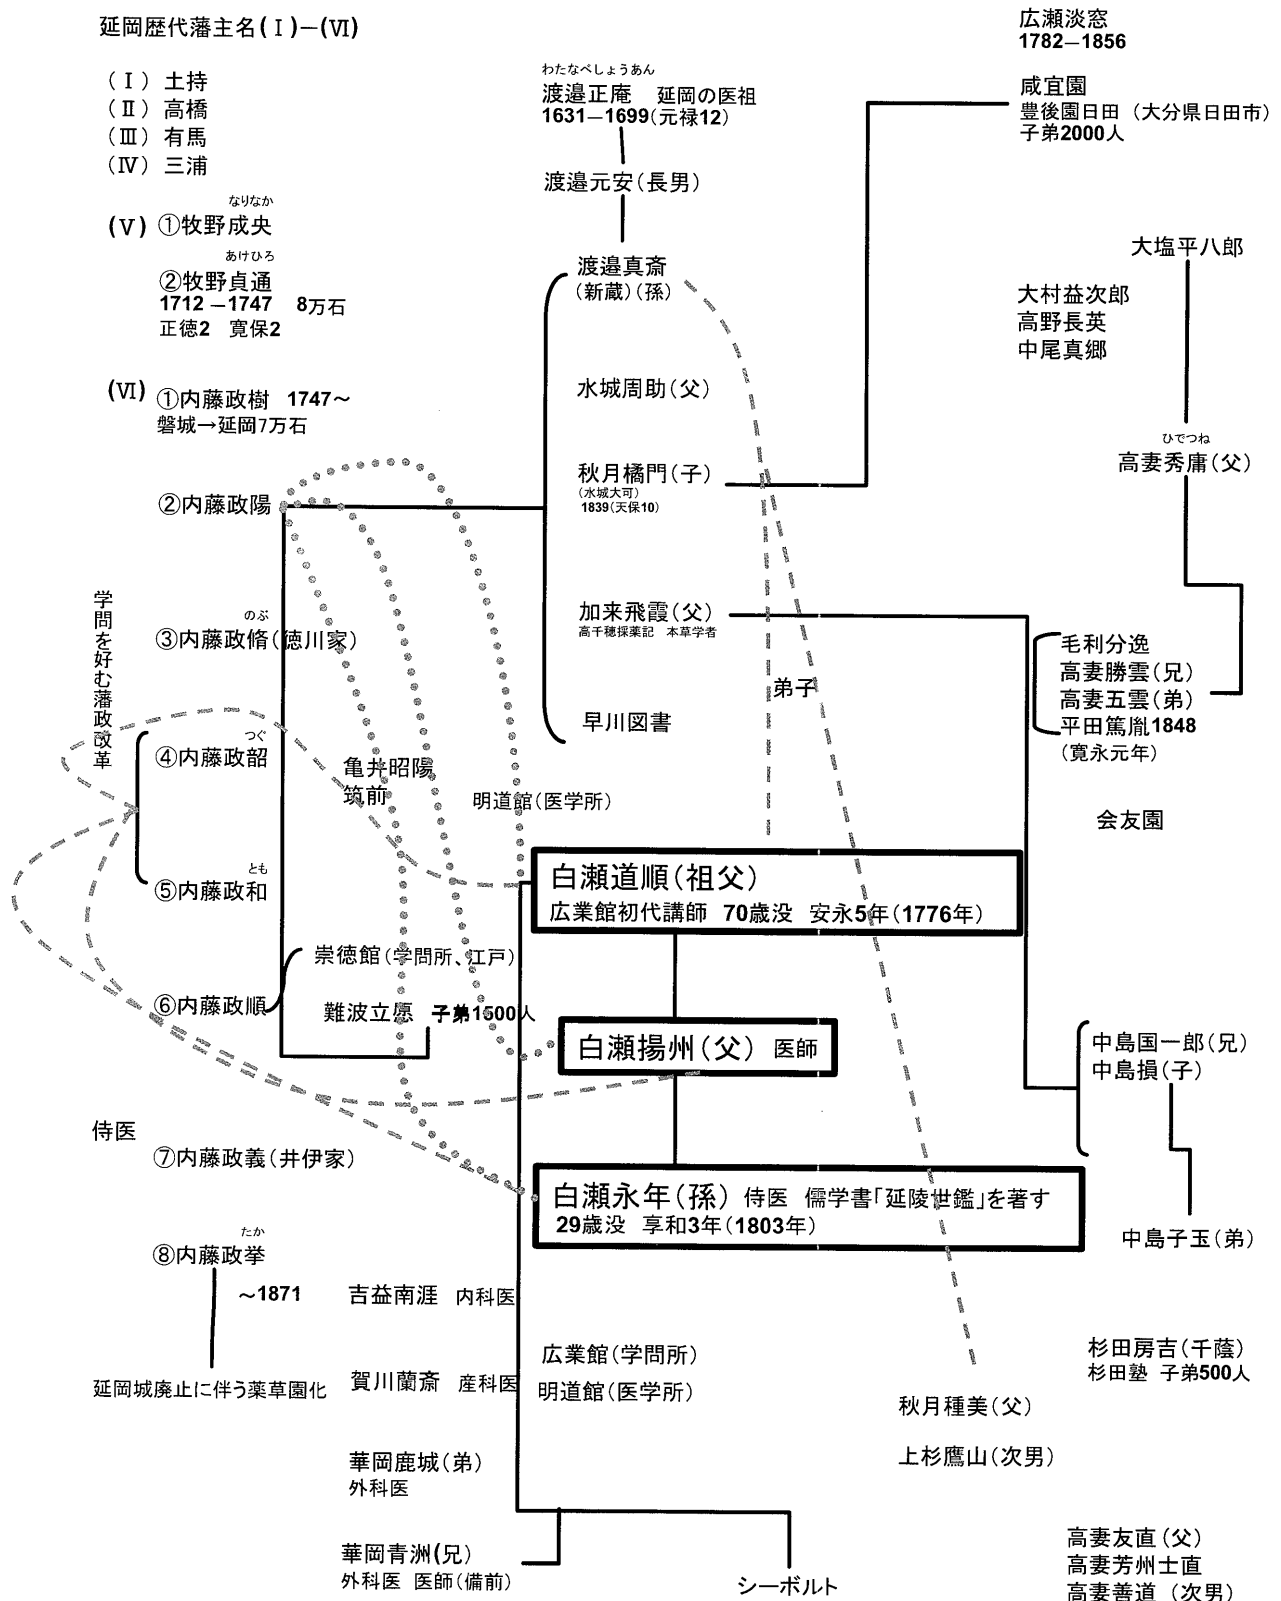 延岡歴代藩主名(Ⅰ)—(Ⅵ)
(Ⅰ) 土持
(Ⅱ) 高橋
(Ⅲ) 有馬
(Ⅳ) 三浦
なりなか
(Ⅴ) ①牧野成央
あけひろ
②牧野貞通
1712 —1747 8万石
正徳2 寛保2
(Ⅵ) ①内藤政樹 1747〜
磐城→延岡7万石
②内藤政陽
のぶ
③内藤政脩(徳川家)
学問を好む藩政改革
つぐ
④内藤政韶
とも
⑤内藤政和
⑥内藤政順
侍医
⑦内藤政義(井伊家)
たか
⑧内藤政挙
〜1871
延岡城廃止に伴う薬草園化
わたなべしょうあん
渡邉正庵 延岡の医祖
1631—1699(元禄12)
渡邉元安(長男)
渡邉真斎
(新蔵)(孫)
水城周助(父)
秋月橘門(子)
(水城大可)
1839(天保10)
加来飛霞(父)
高千穂採薬記 本草学者
早川図書
弟子
亀井昭陽
筑前
明道館(医学所)
白瀬道順(祖父)
広業館初代講師 70歳没 安永5年(1776年)
崇徳館(学問所、江戸)
難波立愿 子弟1500人
白瀬揚州(父) 医師
白瀬永年(孫) 侍医 儒学書「延陵世鑑」を著す
29歳没 享和3年(1803年)
吉益南涯 内科医
賀川蘭斎 産科医
広業館(学問所)
明道館(医学所)
華岡鹿城(弟)
外科医
華岡青洲(兄)
外科医 医師(備前)
シーボルト
広瀬淡窓
1782—1856
咸宜園
豊後園日田 (大分県日田市)
子弟2000人
大塩平八郎
大村益次郎
高野長英
中尾真郷
ひでつね
高妻秀庸(父)
毛利分逸
高妻勝雲(兄)
高妻五雲(弟)
平田篤胤1848
(寛永元年)
会友園
中島国一郎(兄)
中島損(子)
中島子玉(弟)
杉田房吉(千蔭)
杉田塾 子弟500人
秋月種美(父)
上杉鷹山(次男)
高妻友直(父)
高妻芳州士直
高妻善道 (次男)